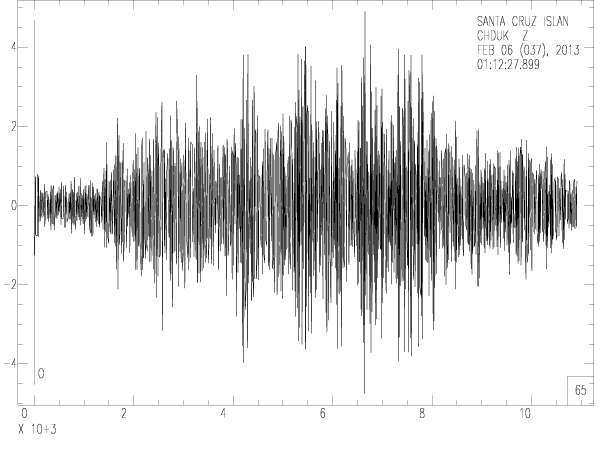 SANTA CRUZ ISLAN
CHDUK Z
FEB 06 (037), 2013
01:12:27.899
4
2
0
-2
-4
O
65
0 2 4 6 8 10
X 10+3